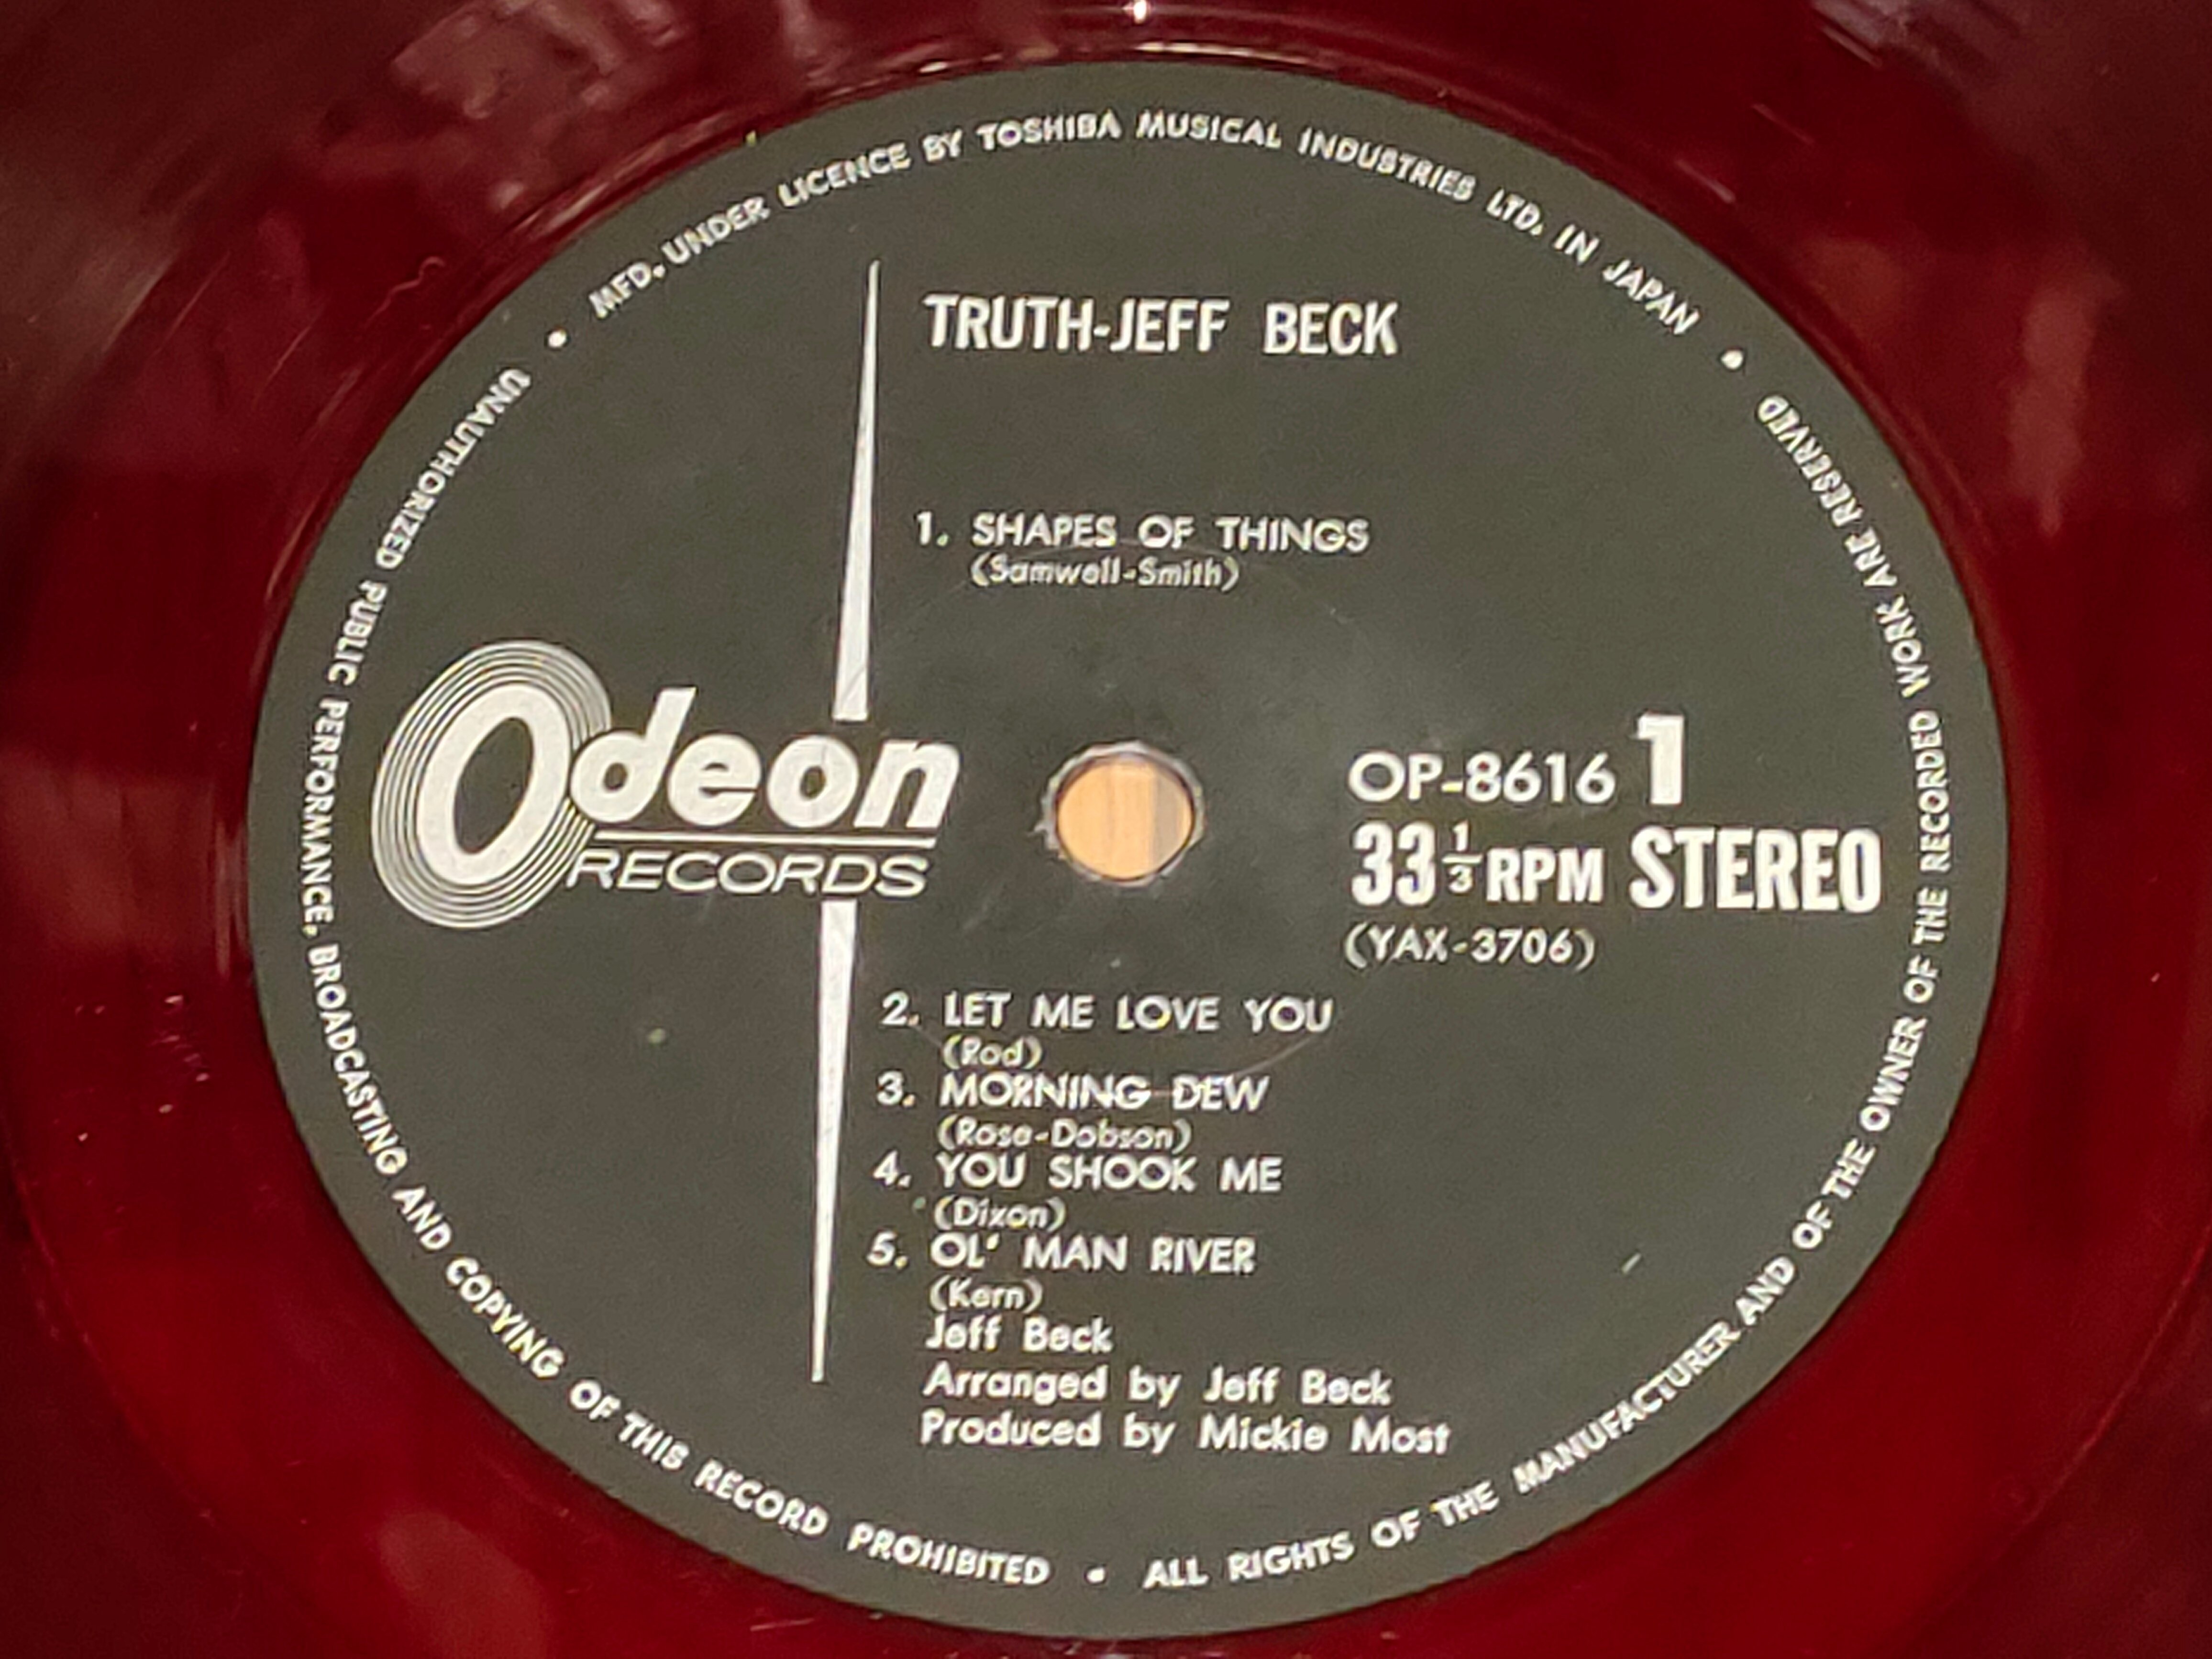 MFD. UNDER LICENCE BY TOSHIBA MUSICAL INDUSTRIES LTD. IN JAPAN •
TRUTH-JEFF BECK
1. SHAPES OF THINGS
(Samwell-Smith)
Odeon
RECORDS
OP-8616 1
33 1/3 RPM STEREO
(YAX-3706)
2. LET ME LOVE YOU
(Rod)
3. MORNING DEW
(Rose-Dobson)
4. YOU SHOOK ME
(Dixon)
5. OL' MAN RIVER
(Kern)
Jeff Beck
Arranged by Jeff Beck
Produced by Mickie Most
UNAUTHORIZED PUBLIC PERFORMANCE, BROADCASTING AND COPYING OF THIS RECORD PROHIBITED •
ALL RIGHTS OF THE MANUFACTURER AND OF THE OWNER OF THE RECORDED WORK ARE RESERVED •